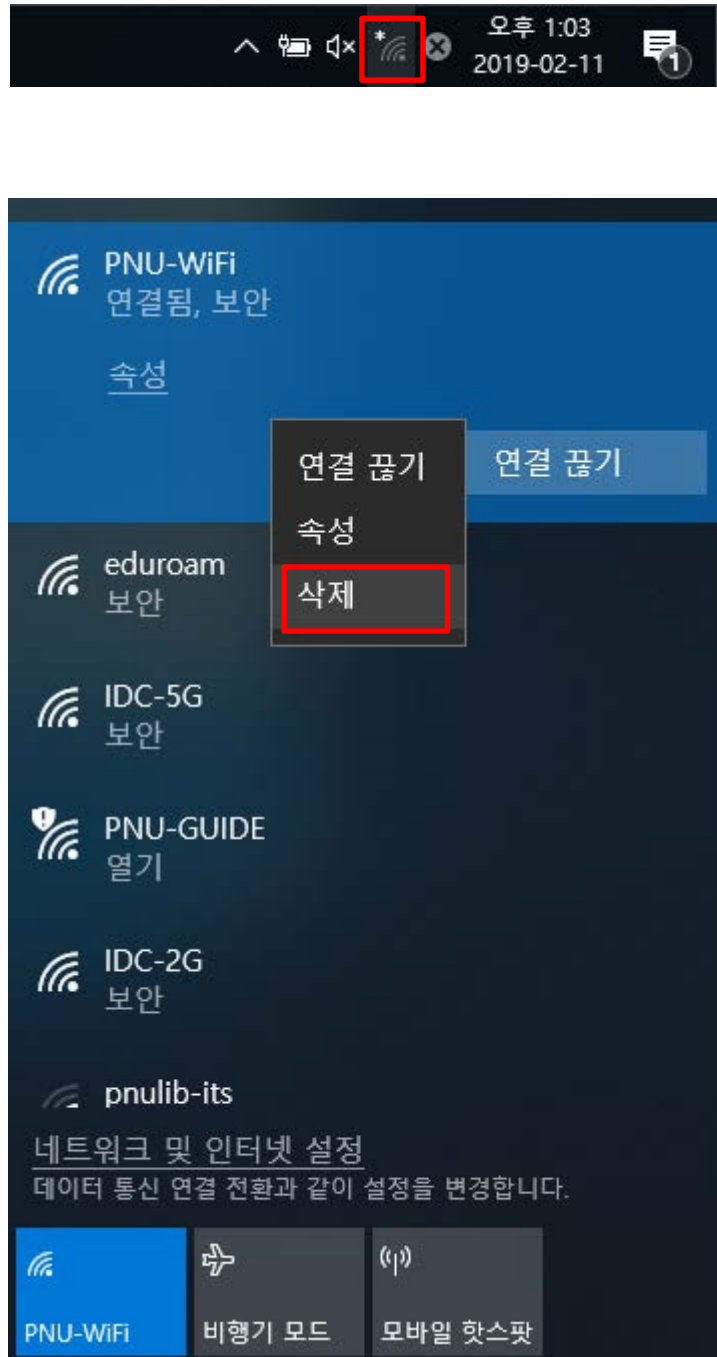 오후 1:03
2019-02-11
1
PNU-WiFi
연결됨, 보안
속성
연결 끊기
연결 끊기
속성
삭제
eduroam
보안
IDC-5G
보안
PNU-GUIDE
열기
IDC-2G
보안
pnulib-its
네트워크 및 인터넷 설정
데이터 통신 연결 전환과 같이 설정을 변경합니다.
PNU-WiFi
비행기 모드
모바일 핫스팟